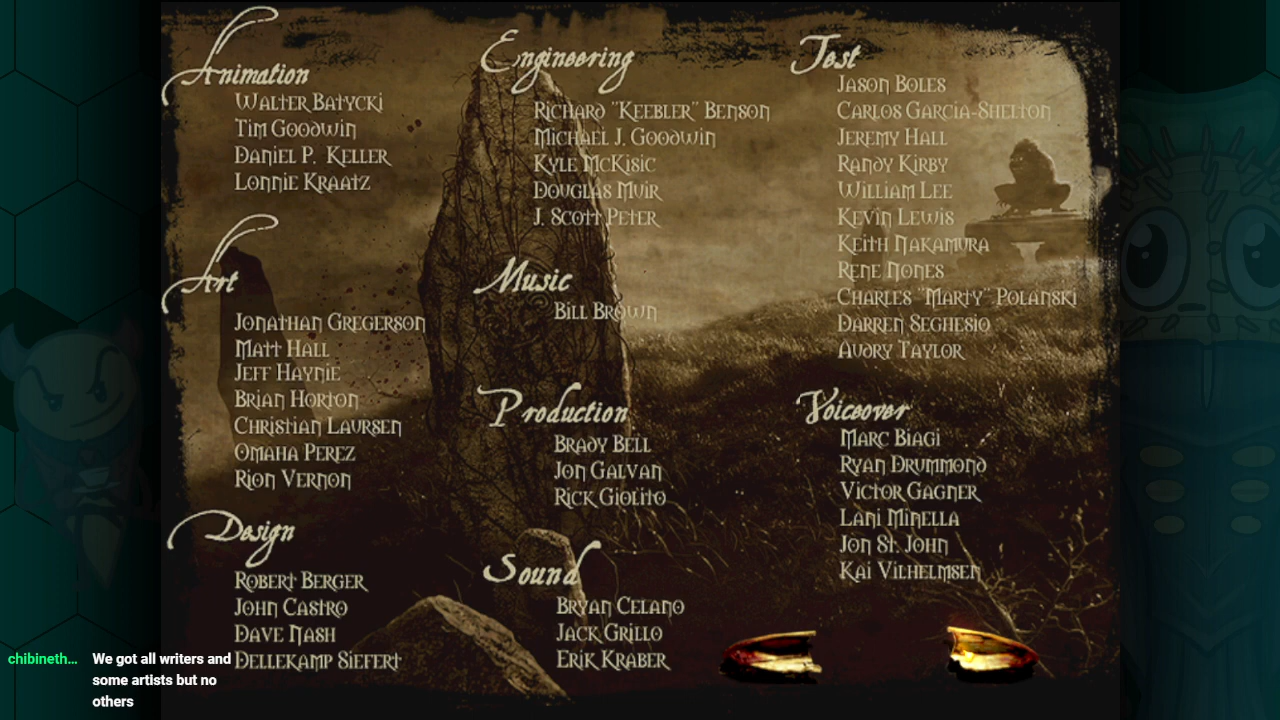 Animation
Walter Batycki
Tim Goodwin
Daniel P. Keller
Lonnie Kraatz
Art
Jonathan Gregerson
Matt Hall
Jeff Haynie
Brian Horton
Christian Laursen
Omaha Perez
Rion Vernon
Design
Robert Berger
John Castro
Dave Nash
Dellekamp Siefert
Engineering
Richard "Keebler" Benson
Michael J. Goodwin
Kyle McKisic
Douglas Muir
J. Scott Peter
Music
Bill Brown
Production
Brady Bell
Jon Galvan
Rick Giolito
Sound
Bryan Celano
Jack Grillo
Erik Kraber
Test
Jason Boles
Carlos Garcia-Shelton
Jeremy Hall
Randy Kirby
William Lee
Kevin Lewis
Keith Nakamura
Rene Nones
Charles "Marty" Polanski
Darren Seghesio
Audry Taylor
Voiceover
Marc Biagi
Ryan Drummond
Victor Gagner
Lani Minella
Jon St. John
Kai Vilhelmsen
chibineth... We got all writers and
some artists but no
others